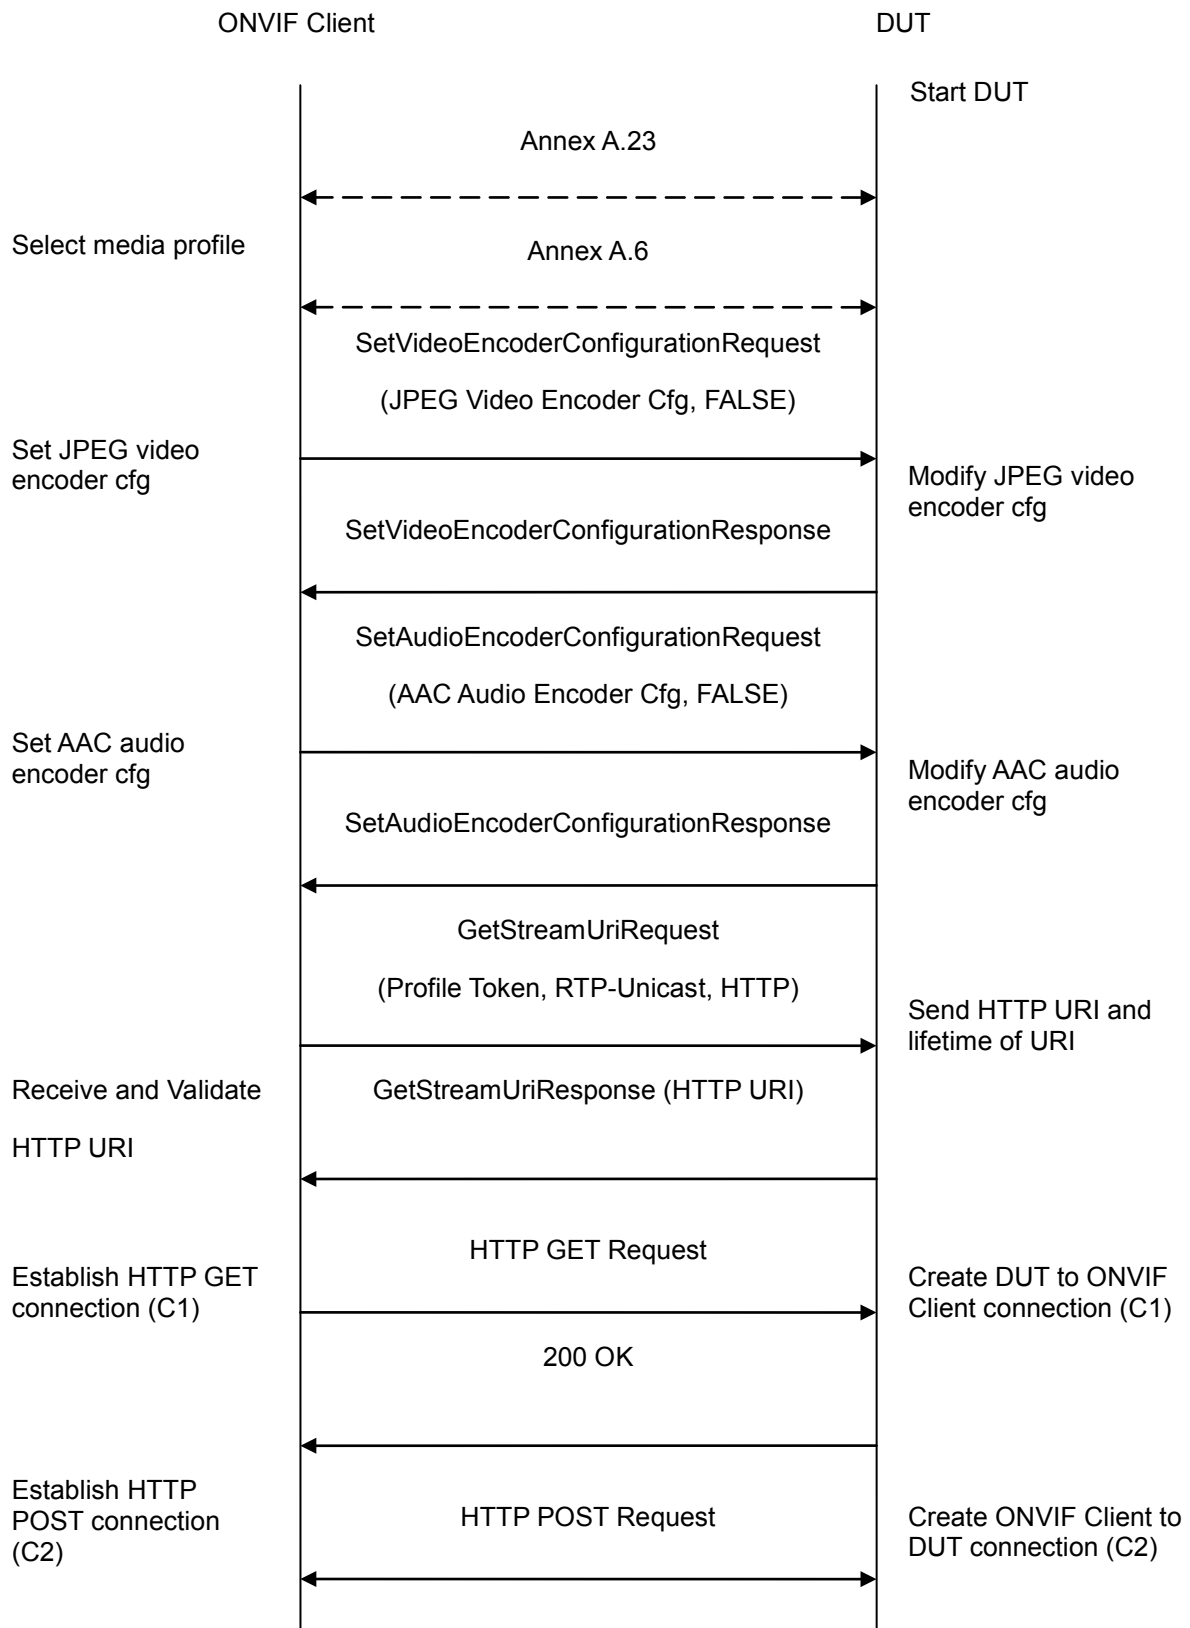 ONVIF Client
DUT
Start DUT
Annex A.23
Select media profile
Annex A.6
SetVideoEncoderConfigurationRequest
(JPEG Video Encoder Cfg, FALSE)
Set JPEG video
encoder cfg
Modify JPEG video
encoder cfg
SetVideoEncoderConfigurationResponse
SetAudioEncoderConfigurationRequest
(AAC Audio Encoder Cfg, FALSE)
Set AAC audio
encoder cfg
Modify AAC audio
encoder cfg
SetAudioEncoderConfigurationResponse
GetStreamUriRequest
(Profile Token, RTP-Unicast, HTTP)
Send HTTP URI and
lifetime of URI
Receive and Validate
HTTP URI
GetStreamUriResponse (HTTP URI)
HTTP GET Request
Establish HTTP GET
connection (C1)
Create DUT to ONVIF
Client connection (C1)
200 OK
Establish HTTP
POST connection
(C2)
HTTP POST Request
Create ONVIF Client to
DUT connection (C2)